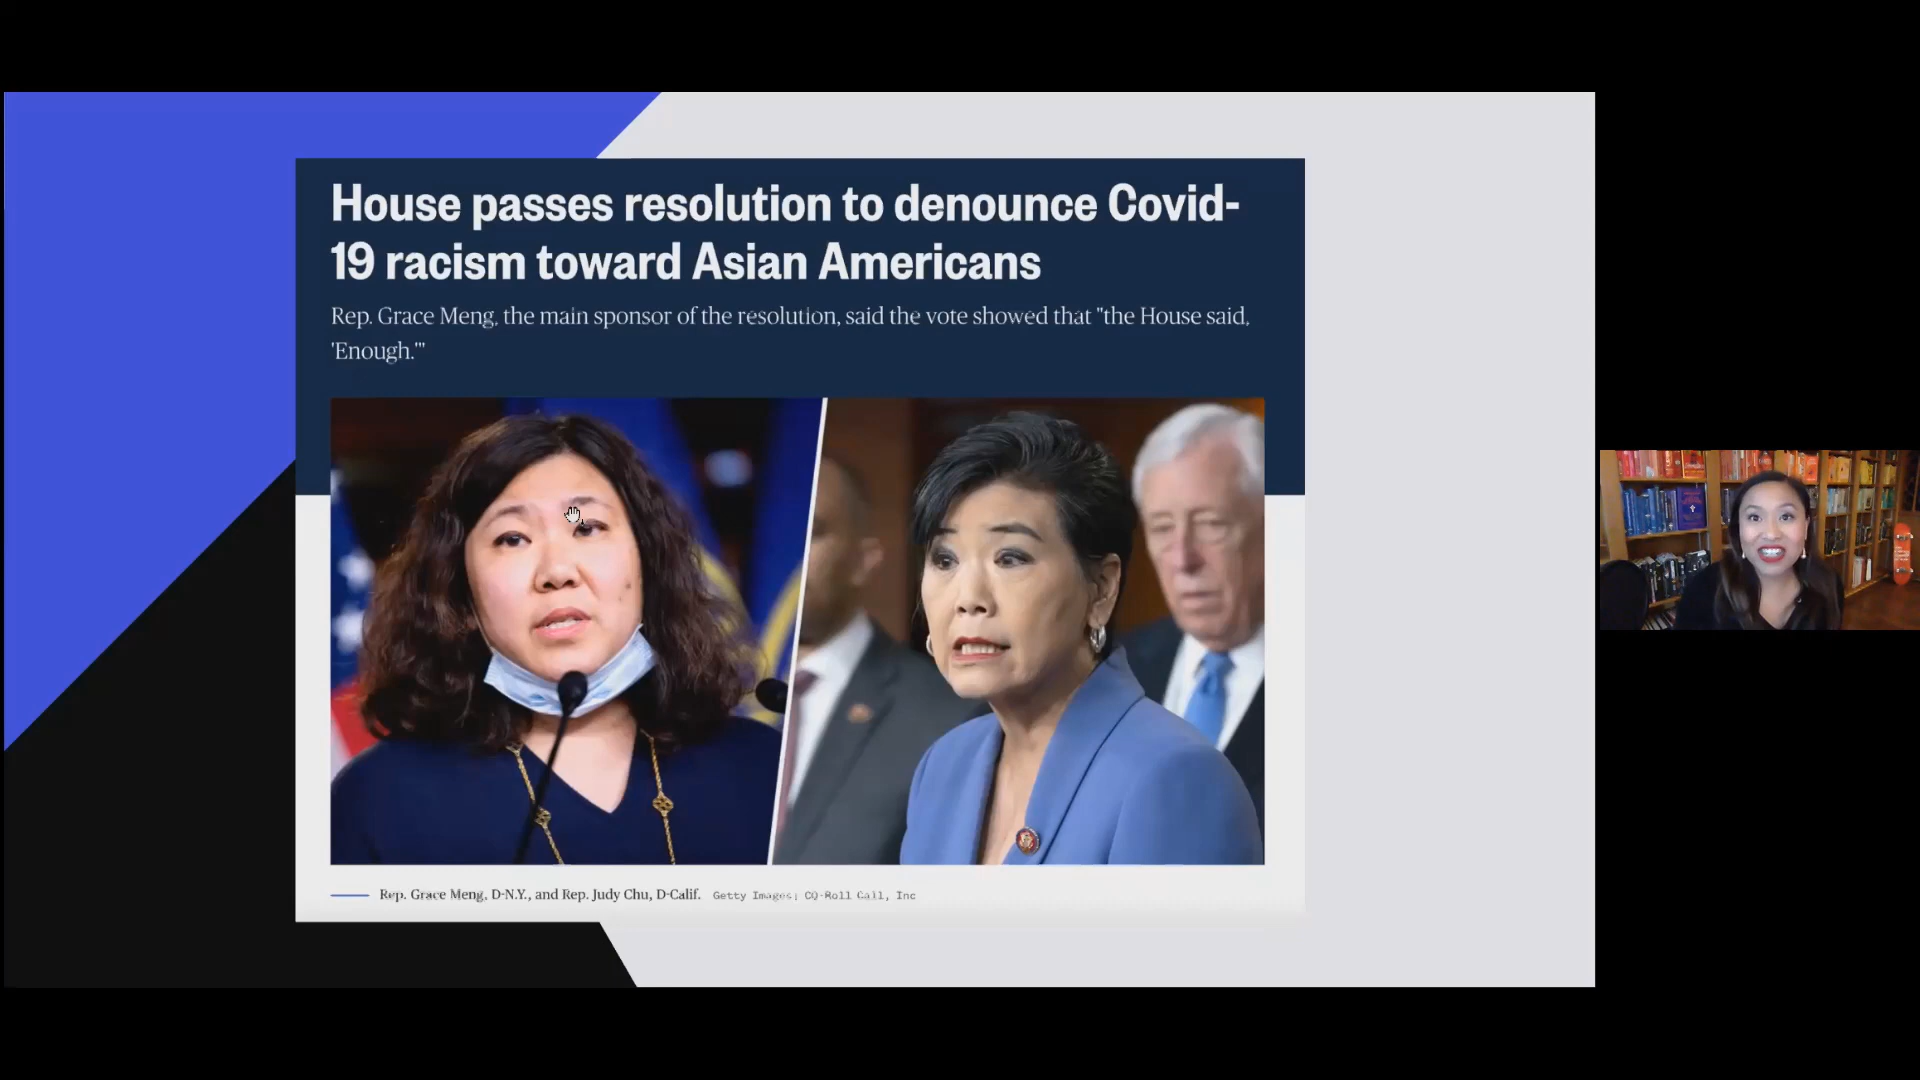 House passes resolution to denounce Covid-
19 racism toward Asian Americans
Rep. Grace Meng, the main sponsor of the resolution, said the vote showed that "the House said,
'Enough.'"
Rep. Grace Meng, D-N.Y., and Rep. Judy Chu, D-Calif. Getty Images; CQ-Roll Call, Inc